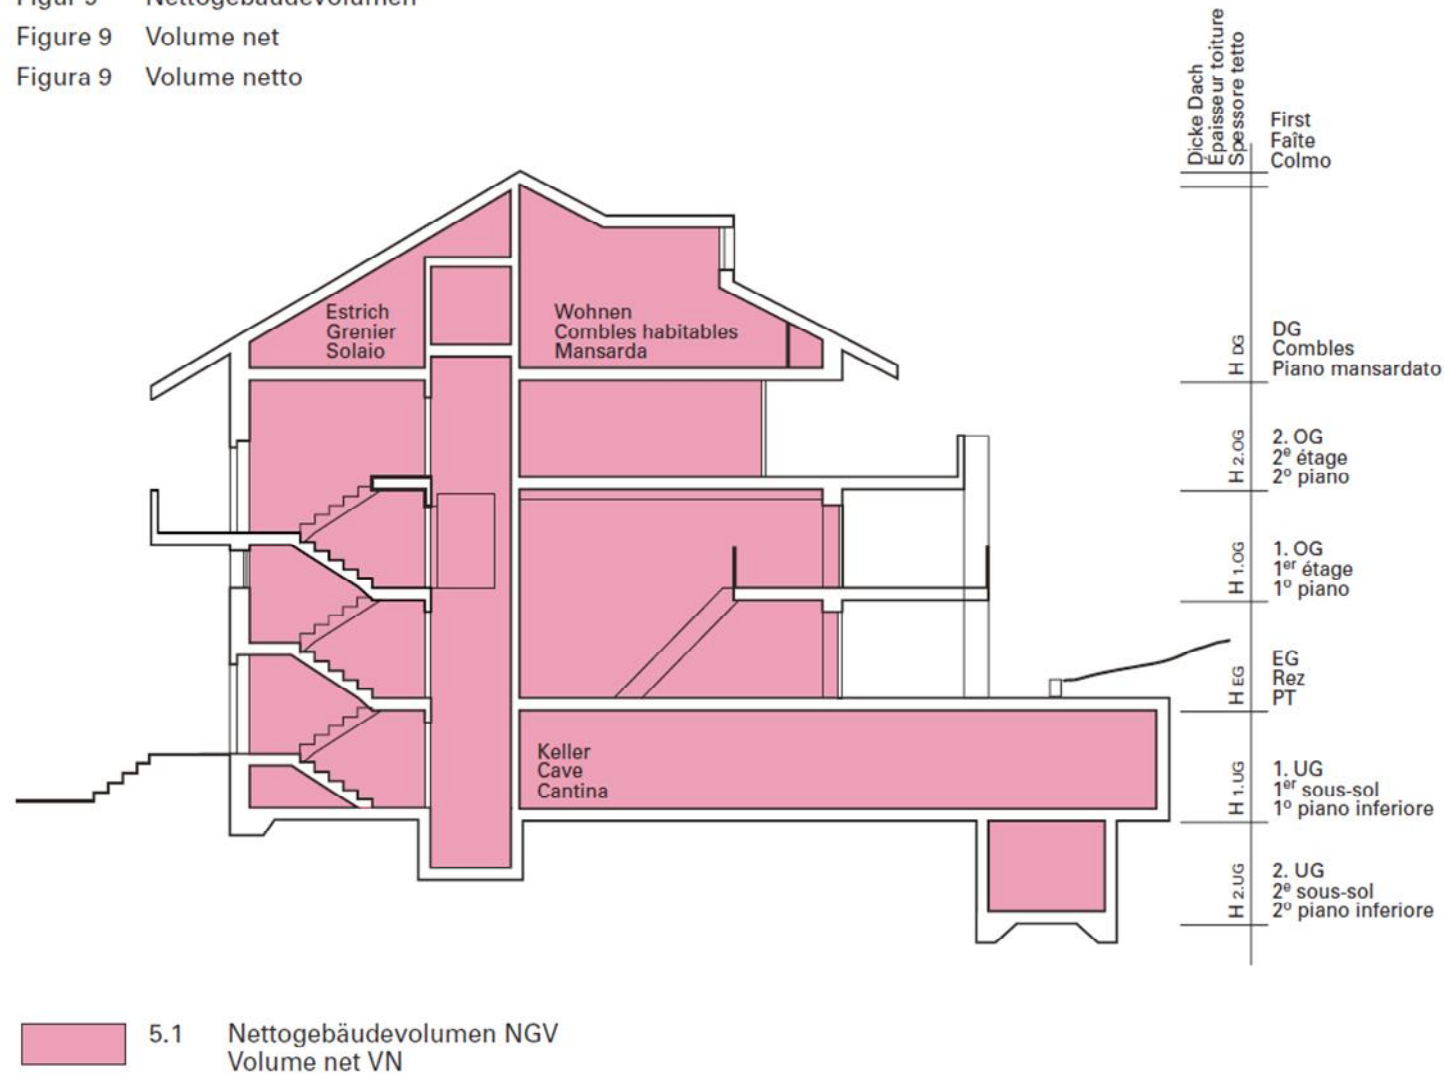 Figur 9 Nettogebäudevolumen
Figure 9 Volume net
Figura 9 Volume netto
Dicke Dach
Épaisseur toiture
Spessore tetto
First
Faîte
Colmo
Estrich
Grenier
Solaio
Wohnen
Combles habitables
Mansarda
H DG
DG
Combles
Piano mansardato
H 2.OG
2. OG
2e étage
2o piano
H 1.OG
1. OG
1er étage
1o piano
H EG
EG
Rez
PT
Keller
Cave
Cantina
H 1.UG
1. UG
1er sous-sol
1o piano inferiore
H 2.UG
2. UG
2e sous-sol
2o piano inferiore
5.1 Nettogebäudevolumen NGV
Volume net VN